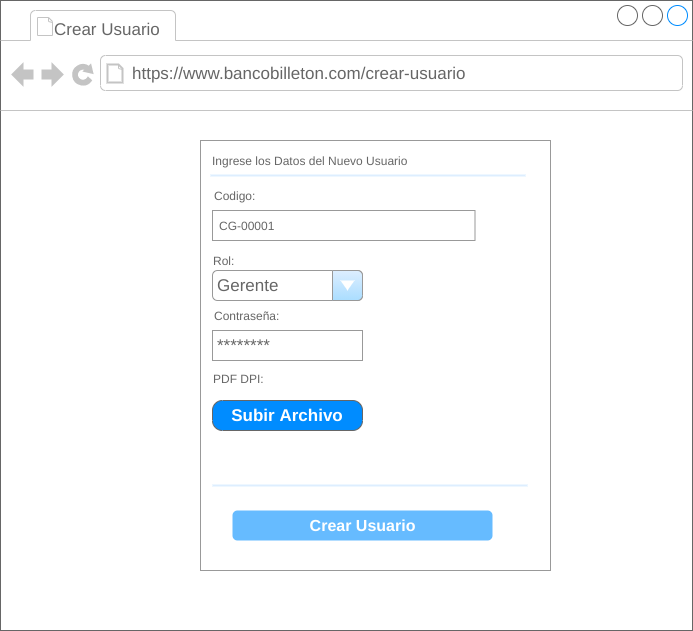 Crear Usuario
https://www.bancobilleton.com/crear-usuario
Ingrese los Datos del Nuevo Usuario
Codigo:
CG-00001
Rol:
Gerente
Contraseña:
********
PDF DPI:
Subir Archivo
Crear Usuario